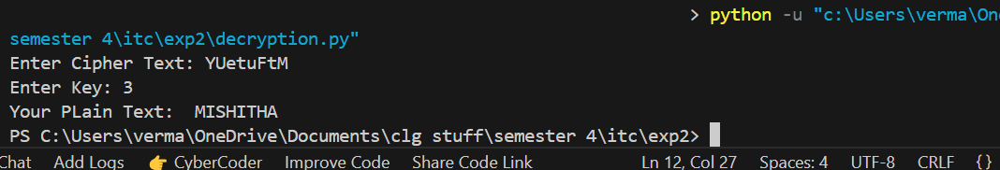 > python -u "c:\Users\verma\One
semester 4\itc\exp2\decryption.py"
Enter Cipher Text: YUetuFtM
Enter Key: 3
Your PLain Text:  MISHITHA
PS C:\Users\verma\OneDrive\Documents\clg stuff\semester 4\itc\exp2>
Chat Add Logs 👉 CyberCoder Improve Code Share Code Link Ln 12, Col 27 Spaces: 4 UTF-8 CRLF {}